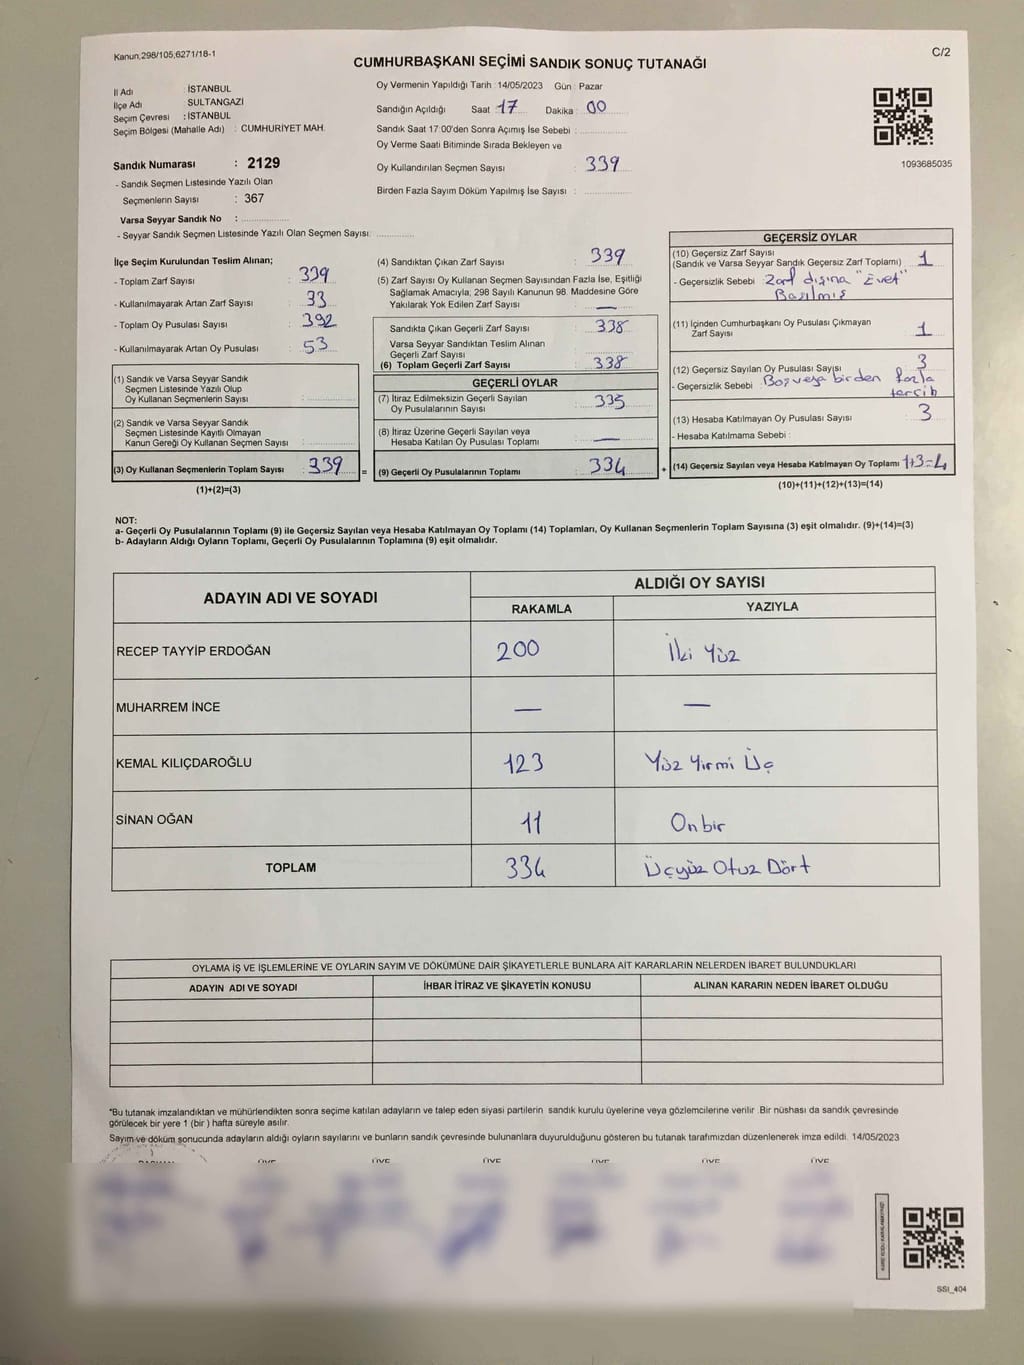 Kanun,298/105;6271/18-1
C/2
CUMHURBAŞKANI SEÇİMİ SANDIK SONUÇ TUTANAĞI
İl Adı : İSTANBUL
İlçe Adı SULTANGAZİ
Seçim Çevresi : İSTANBUL
Seçim Bölgesi (Mahalle Adı) : CUMHURİYET MAH.
Sandık Numarası : 2129
- Sandık Seçmen Listesinde Yazılı Olan
Seçmenlerin Sayısı : 367
Varsa Seyyar Sandık No :
- Seyyar Sandık Seçmen Listesinde Yazılı Olan Seçmen Sayısı:
Oy Vermenin Yapıldığı Tarih : 14/05/2023 Gün : Pazar
Sandığın Açıldığı Saat 17 Dakika : 00
Sandık Saat 17:00'den Sonra Açımış İse Sebebi :
Oy Verme Saati Bitiminde Sırada Bekleyen ve
Oy Kullandırılan Seçmen Sayısı : 339
Birden Fazla Sayım Döküm Yapılmış İse Sayısı :
1093685035
İlçe Seçim Kurulundan Teslim Alınan;
- Toplam Zarf Sayısı : 339
- Kullanılmayarak Artan Zarf Sayısı : 33
- Toplam Oy Pusulası Sayısı : 392
- Kullanılmayarak Artan Oy Pusulası : 53
(1) Sandık ve Varsa Seyyar Sandık
Seçmen Listesinde Yazılı Olup
Oy Kullanan Seçmenlerin Sayısı :
(2) Sandık ve Varsa Seyyar Sandık
Seçmen Listesinde Kayıtlı Olmayan
Kanun Gereği Oy Kullanan Seçmen Sayısı :
(3) Oy Kullanan Seçmenlerin Toplam Sayısı : 339 =
(1)+(2)=(3)
(4) Sandıktan Çıkan Zarf Sayısı : 339
(5) Zarf Sayısı Oy Kullanan Seçmen Sayısından Fazla İse, Eşitliği
Sağlamak Amacıyla; 298 Sayılı Kanunun 98. Maddesine Göre
Yakılarak Yok Edilen Zarf Sayısı : —
Sandıkta Çıkan Geçerli Zarf Sayısı : 338
Varsa Seyyar Sandıktan Teslim Alınan
Geçerli Zarf Sayısı
(6) Toplam Geçerli Zarf Sayısı : 338
GEÇERLİ OYLAR
(7) İtiraz Edilmeksizin Geçerli Sayılan
Oy Pusulalarının Sayısı : 335
(8) İtiraz Üzerine Geçerli Sayılan veya
Hesaba Katılan Oy Pusulası Toplamı : —
(9) Geçerli Oy Pusulalarının Toplamı : 334 +
GEÇERSİZ OYLAR
(10) Geçersiz Zarf Sayısı
(Sandık ve Varsa Seyyar Sandık Geçersiz Zarf Toplamı) : 1
- Geçersizlik Sebebi : Zarf dışına "Evet"
Basılmış
(11) İçinden Cumhurbaşkanı Oy Pusulası Çıkmayan
Zarf Sayısı : 1
(12) Geçersiz Sayılan Oy Pusulası Sayısı : 3
- Geçersizlik Sebebi : Boş veya birden fazla
tercih
(13) Hesaba Katılmayan Oy Pusulası Sayısı : 3
- Hesaba Katılmama Sebebi :
(14) Geçersiz Sayılan veya Hesaba Katılmayan Oy Toplamı 1+3=4
(10)+(11)+(12)+(13)=(14)
NOT:
a- Geçerli Oy Pusulalarının Toplamı (9) ile Geçersiz Sayılan veya Hesaba Katılmayan Oy Toplamı (14) Toplamları, Oy Kullanan Seçmenlerin Toplam Sayısına (3) eşit olmalıdır. (9)+(14)=(3)
b- Adayların Aldığı Oyların Toplamı, Geçerli Oy Pusulalarının Toplamına (9) eşit olmalıdır.
ADAYIN ADI VE SOYADI
ALDIĞI OY SAYISI
RAKAMLA YAZIYLA
RECEP TAYYİP ERDOĞAN 200 İki Yüz
MUHARREM İNCE — —
KEMAL KILIÇDAROĞLU 123 Yüz Yirmi Üç
SİNAN OĞAN 11 Onbir
TOPLAM 334 Üçyüz Otuz Dört
OYLAMA İŞ VE İŞLEMLERİNE VE OYLARIN SAYIM VE DÖKÜMÜNE DAİR ŞİKAYETLERLE BUNLARA AİT KARARLARIN NELERDEN İBARET BULUNDUKLARI
ADAYIN ADI VE SOYADI İHBAR İTİRAZ VE ŞİKAYETİN KONUSU ALINAN KARARIN NEDEN İBARET OLDUĞU
*Bu tutanak imzalandıktan ve mühürlendikten sonra seçime katılan adayların ve talep eden siyasi partilerin sandık kurulu üyelerine veya gözlemcilerine verilir .Bir nüshası da sandık çevresinde
görülecek bir yere 1 (bir ) hafta süreyle asılır.
Sayım ve döküm sonucunda adayların aldığı oyların sayılarını ve bunların sandık çevresinde bulunanlara duyurulduğunu gösteren bu tutanak tarafımızdan düzenlenerek imza edildi. 14/05/2023
ÜYE ÜYE ÜYE ÜYE ÜYE ÜYE
SSI_404